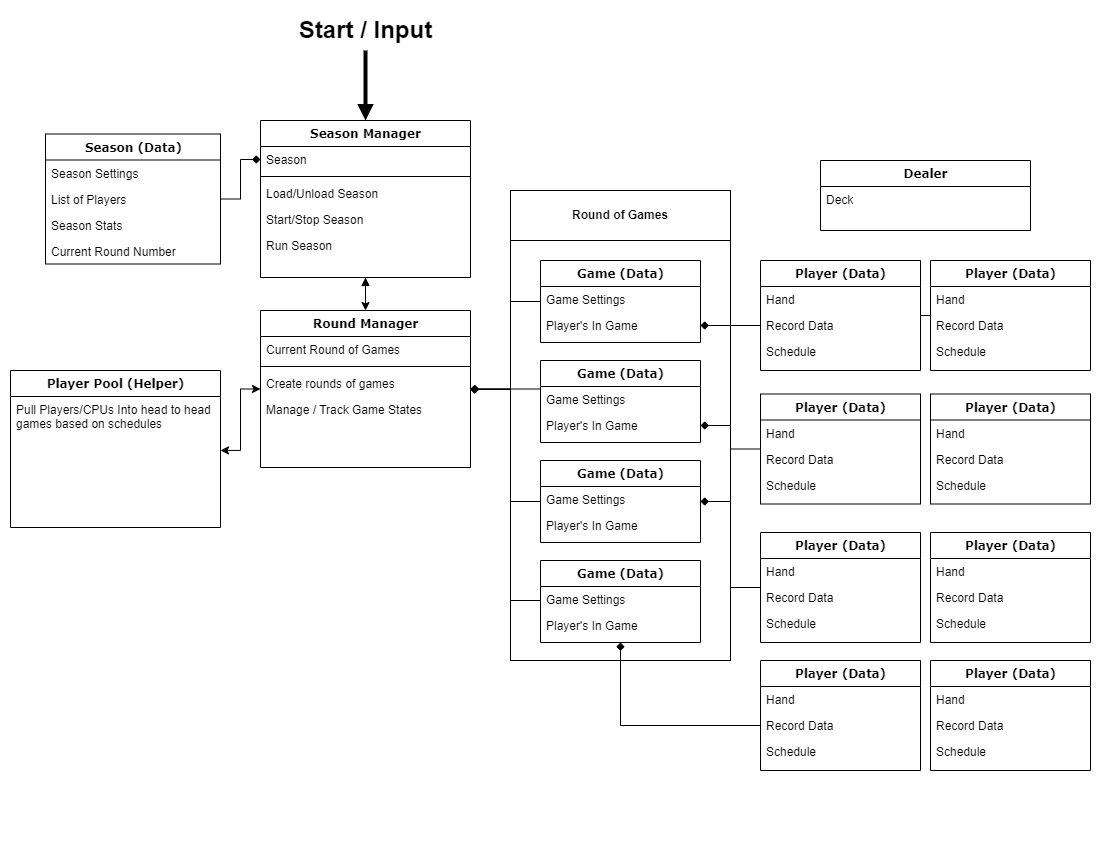 Start / Input
Season (Data)
Season Settings
List of Players
Season Stats
Current Round Number
Season Manager
Season
Load/Unload Season
Start/Stop Season
Run Season
Round Manager
Current Round of Games
Create rounds of games
Manage / Track Game States
Player Pool (Helper)
Pull Players/CPUs Into head to head
games based on schedules
Round of Games
Game (Data)
Game Settings
Player's In Game
Game (Data)
Game Settings
Player's In Game
Game (Data)
Game Settings
Player's In Game
Game (Data)
Game Settings
Player's In Game
Dealer
Deck
Player (Data)
Hand
Record Data
Schedule
Player (Data)
Hand
Record Data
Schedule
Player (Data)
Hand
Record Data
Schedule
Player (Data)
Hand
Record Data
Schedule
Player (Data)
Hand
Record Data
Schedule
Player (Data)
Hand
Record Data
Schedule
Player (Data)
Hand
Record Data
Schedule
Player (Data)
Hand
Record Data
Schedule